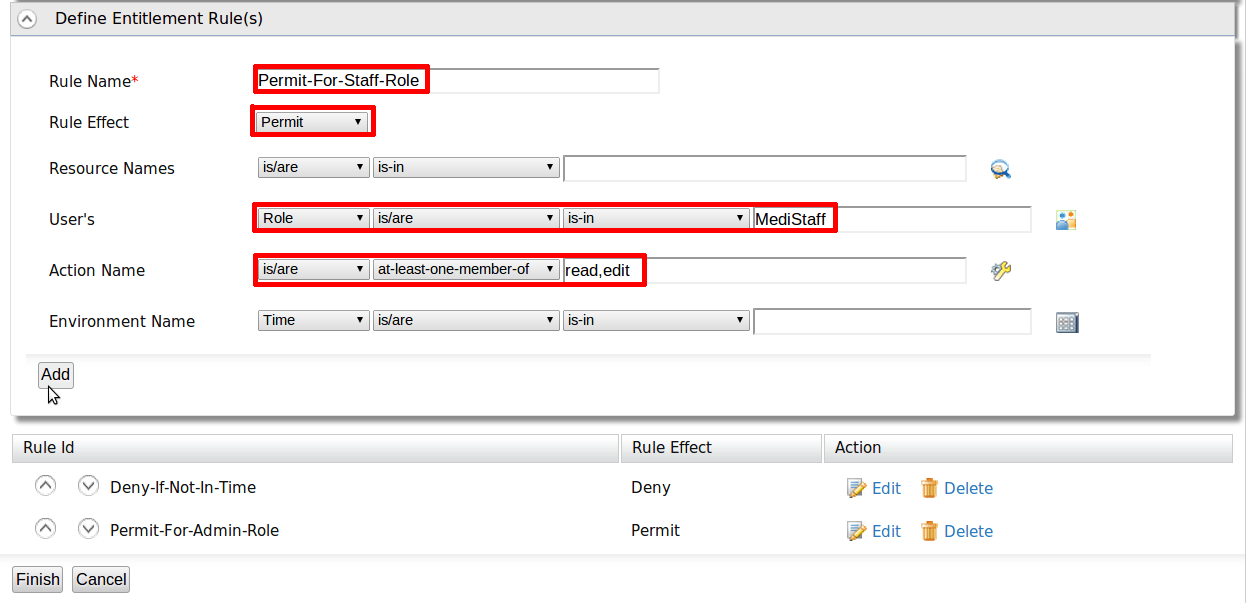 Define Entitlement Rule(s)
Rule Name* Permit-For-Staff-Role
Rule Effect Permit
Resource Names is/are is-in
User's Role is/are is-in MediStaff
Action Name is/are at-least-one-member-of read,edit
Environment Name Time is/are is-in
Add
Rule Id Rule Effect Action
Deny-If-Not-In-Time Deny Edit Delete
Permit-For-Admin-Role Permit Edit Delete
Finish Cancel